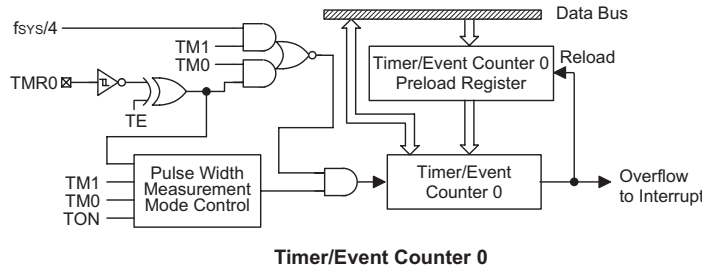 fSYS/4
TM1
TM0
TMR0
TE
Data Bus
Timer/Event Counter 0
Preload Register
Reload
TM1
TM0
TON
Pulse Width
Measurement
Mode Control
Timer/Event
Counter 0
Overflow
to Interrupt
Timer/Event Counter 0